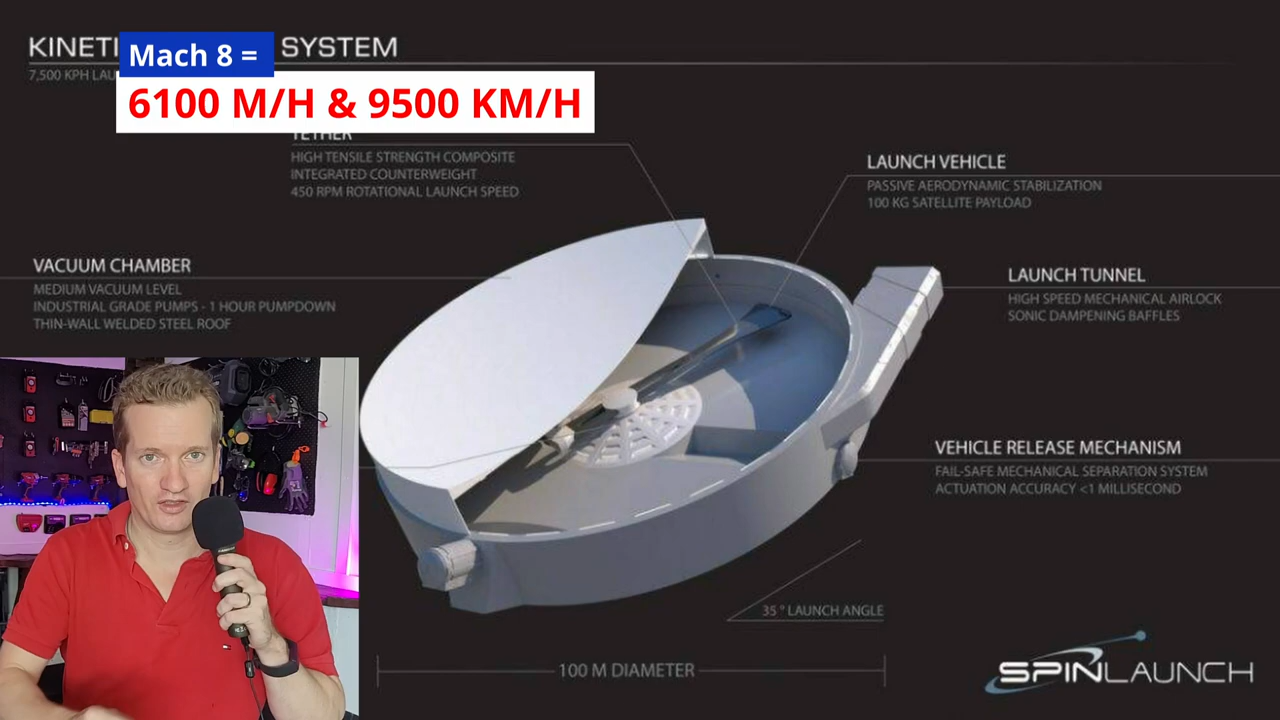 KINETI
Mach 8 =
SYSTEM
7,500 KPH LAU
6100 M/H & 9500 KM/H
TETHER
HIGH TENSILE STRENGTH COMPOSITE
INTEGRATED COUNTERWEIGHT
450 RPM ROTATIONAL LAUNCH SPEED
LAUNCH VEHICLE
PASSIVE AERODYNAMIC STABILIZATION
100 KG SATELLITE PAYLOAD
VACUUM CHAMBER
MEDIUM VACUUM LEVEL
INDUSTRIAL GRADE PUMPS - 1 HOUR PUMPDOWN
THIN-WALL WELDED STEEL ROOF
LAUNCH TUNNEL
HIGH SPEED MECHANICAL AIRLOCK
SONIC DAMPENING BAFFLES
VEHICLE RELEASE MECHANISM
FAIL-SAFE MECHANICAL SEPARATION SYSTEM
ACTUATION ACCURACY <1 MILLISECOND
35 ° LAUNCH ANGLE
100 M DIAMETER
SPINLAUNCH